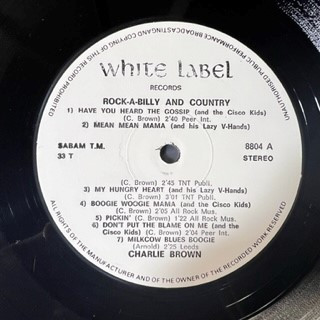 White Label
RECORDS
ROCK-A-BILLY AND COUNTRY
1) HAVE YOU HEARD THE GOSSIP (and the Cisco Kids)
(C. Brown) 2'40 Peer Int.
2) MEAN MEAN MAMA (and his Lazy V-Hands)
SABAM T.M.
33 T
8804 A
STEREO
(C. Brown) 2'45 TNT Publi.
3) MY HUNGRY HEART (and his Lazy V-Hands)
(C. Brown) 4'01 TNT Publ.
4) BOOGIE WOOGIE MAMA (and the Cisco Kids)
(C. Brown) 2'05 All Rock Mus.
5) PICKIN' (C. Brown) 1'22 All Rock Mus.
6) DON'T PUT THE BLAME ON ME (and the
Cisco Kids) (C. Brown) 2'04 Peer Int.
7) MILKCOW BLUES BOOGIE
(Arnold) 2'25 Leeds
CHARLIE BROWN
ALL RIGHTS OF THE MANUFACTURER AND OF THE OWNER OF THE RECORDED WORK RESERVED
UNAUTHORISED PUBLIC PERFORMANCE BROADCASTING AND COPYING OF THIS RECORD PROHIBITED